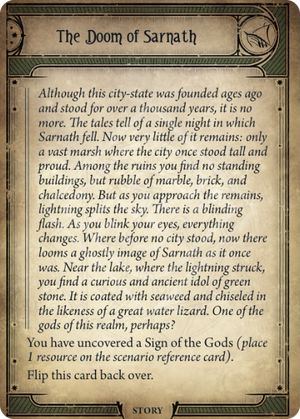 The Doom of Sarnath
Although this city-state was founded ages ago
and stood for over a thousand years, it is no
more. The tales tell of a single night in which
Sarnath fell. Now very little of it remains: only
a vast marsh where the city once stood tall and
proud. Among the ruins you find no standing
buildings, but rubble of marble, brick, and
chalcedony. But as you approach the remains,
lightning splits the sky. There is a blinding
flash. As you blink your eyes, everything
changes. Where before no city stood, now there
looms a ghostly image of Sarnath as it once
was. Near the lake, where the lightning struck,
you find a curious and ancient idol of green
stone. It is coated with seaweed and chiseled in
the likeness of a great water lizard. One of the
gods of this realm, perhaps?
You have uncovered a Sign of the Gods (place
1 resource on the scenario reference card).
Flip this card back over.
STORY